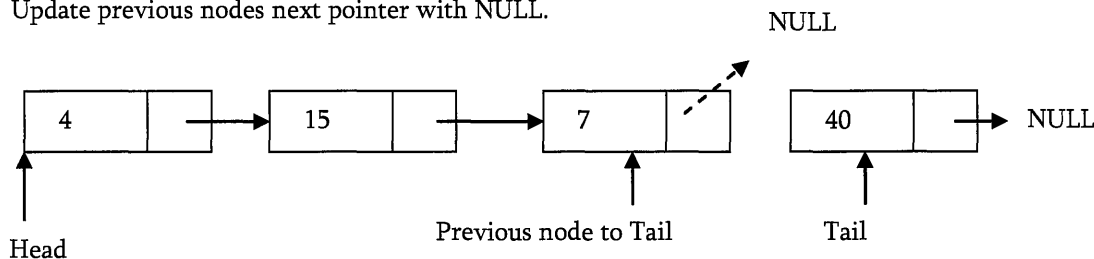 Update previous nodes next pointer with NULL.
NULL
4
15
7
40
NULL
Previous node to Tail
Tail
Head